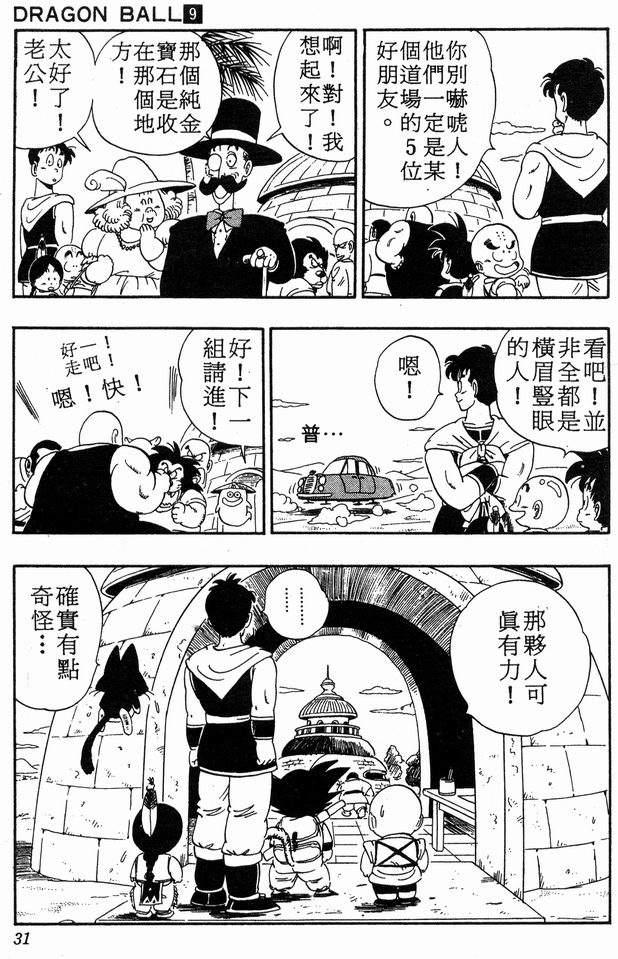 DRAGON BALL 9
你別嚇唬人！
他們一定是某
個道場的5位
好朋友。
啊！對！我
想起來了！
那個純金
寶石是收
在那個地
方！
太好了！
老公！
看吧！並
非全都是
橫眉豎眼
的人！
嗯！
普…
好！下一
組請進！
一！
好走吧！
嗯！快！
那夥人可
真有力！
……
……
確實有點
奇怪…
31